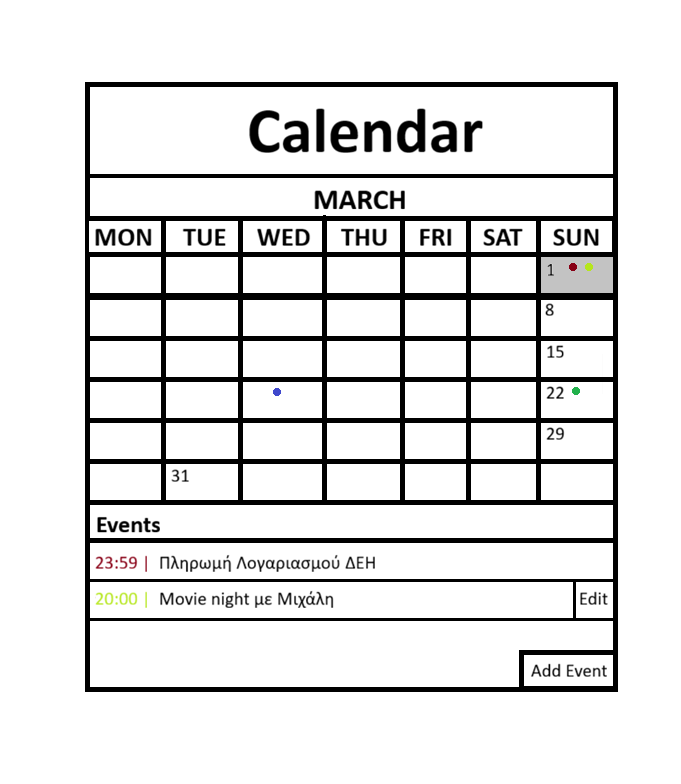 Calendar
MARCH
MON TUE WED THU FRI SAT SUN
1
8
15
22
29
31
Events
23:59 | Πληρωμή Λογαριασμού ΔΕΗ
20:00 | Movie night με Μιχάλη Edit
Add Event